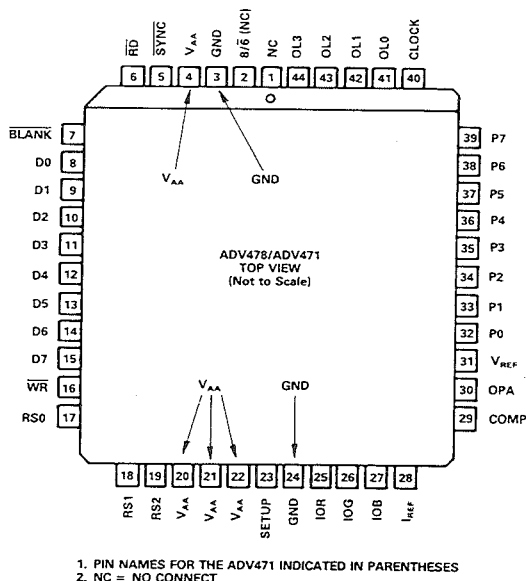 R̅D̅
S̅Y̅N̅C̅
VAA
GND
8/6̅ (NC)
NC
OL3
OL2
OL1
OL0
CLOCK
6 5 4 3 2 1 44 43 42 41 40
B̅L̅A̅N̅K̅ 7
D0 8
D1 9
D2 10
D3 11
D4 12
D5 13
D6 14
D7 15
W̅R̅ 16
RS0 17
VAA GND
ADV478/ADV471
TOP VIEW
(Not to Scale)
VAA GND
39 P7
38 P6
37 P5
36 P4
35 P3
34 P2
33 P1
32 P0
31 VREF
30 OPA
29 COMP
18 19 20 21 22 23 24 25 26 27 28
RS1
RS2
VAA
VAA
VAA
SETUP
GND
IOR
IOG
IOB
IREF
1. PIN NAMES FOR THE ADV471 INDICATED IN PARENTHESES
2. NC = NO CONNECT